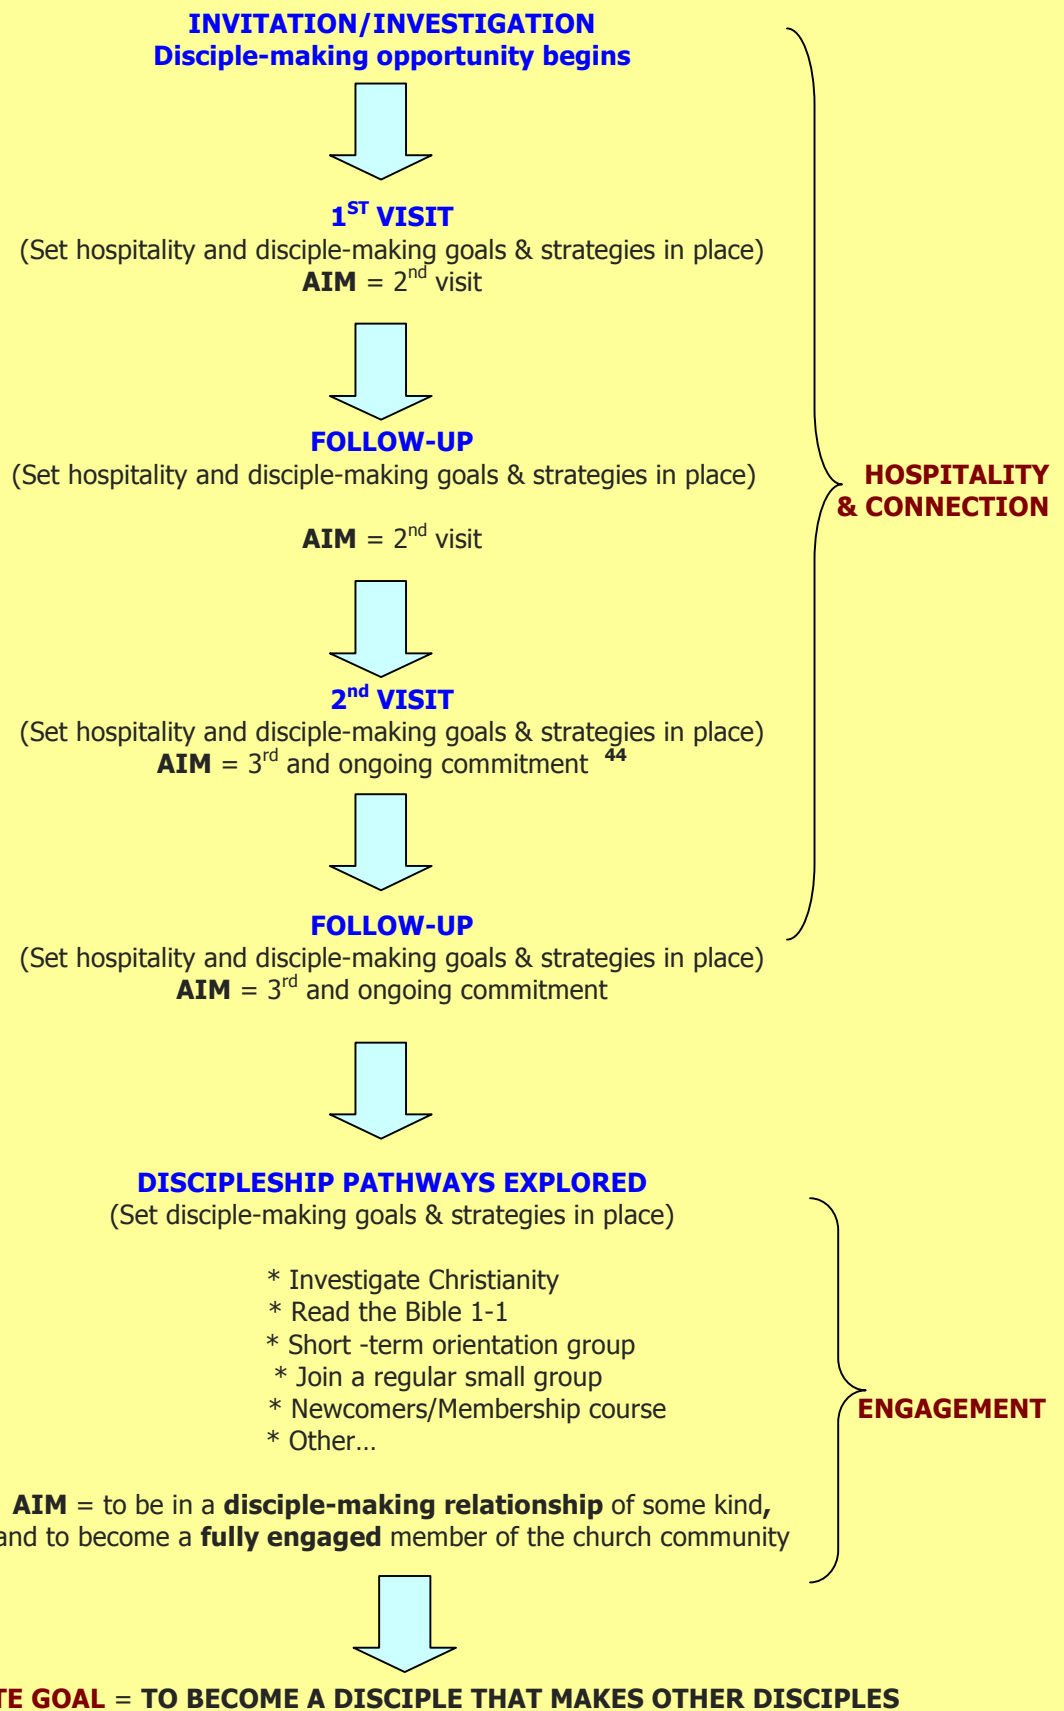 INVITATION/INVESTIGATION
Disciple-making opportunity begins
1ST VISIT
(Set hospitality and disciple-making goals & strategies in place)
AIM = 2nd visit
FOLLOW-UP
(Set hospitality and disciple-making goals & strategies in place)
AIM = 2nd visit
HOSPITALITY
& CONNECTION
2nd VISIT
(Set hospitality and disciple-making goals & strategies in place)
AIM = 3rd and ongoing commitment 44
FOLLOW-UP
(Set hospitality and disciple-making goals & strategies in place)
AIM = 3rd and ongoing commitment
DISCIPLESHIP PATHWAYS EXPLORED
(Set disciple-making goals & strategies in place)
* Investigate Christianity
* Read the Bible 1-1
* Short -term orientation group
* Join a regular small group
* Newcomers/Membership course
* Other…
ENGAGEMENT
AIM = to be in a disciple-making relationship of some kind,
and to become a fully engaged member of the church community
TE GOAL = TO BECOME A DISCIPLE THAT MAKES OTHER DISCIPLES